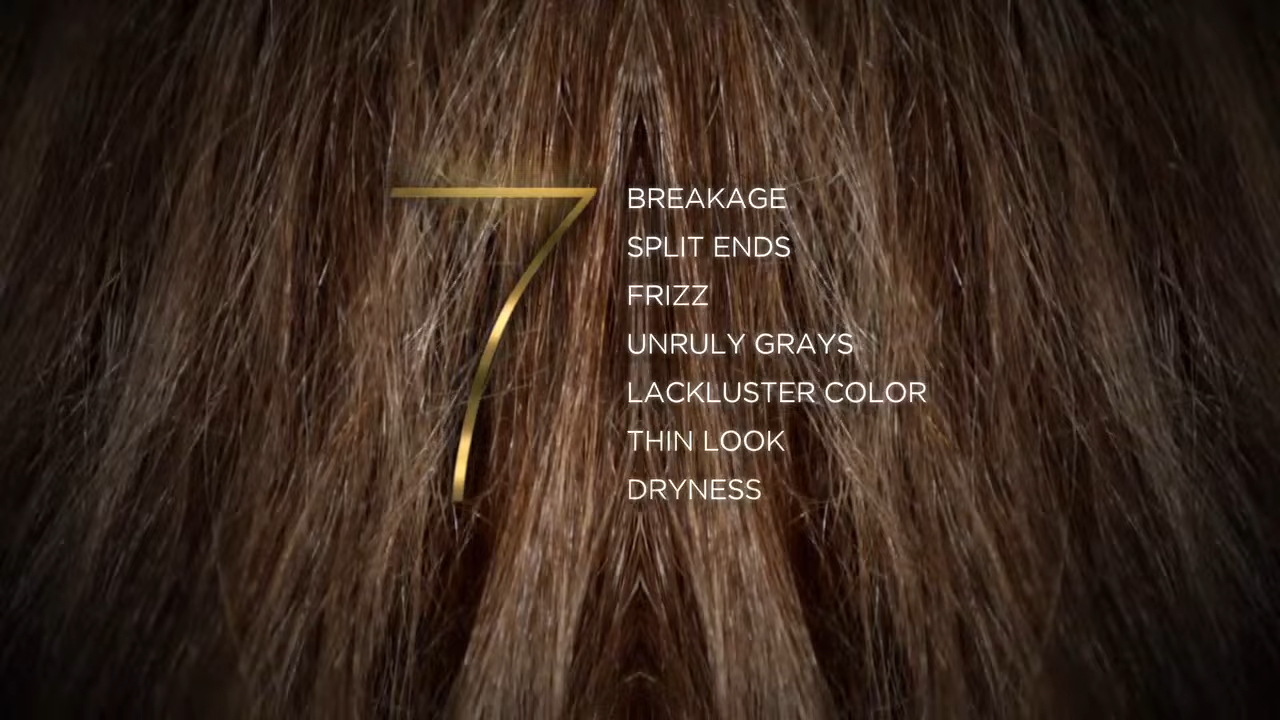 7
BREAKAGE
SPLIT ENDS
FRIZZ
UNRULY GRAYS
LACKLUSTER COLOR
THIN LOOK
DRYNESS